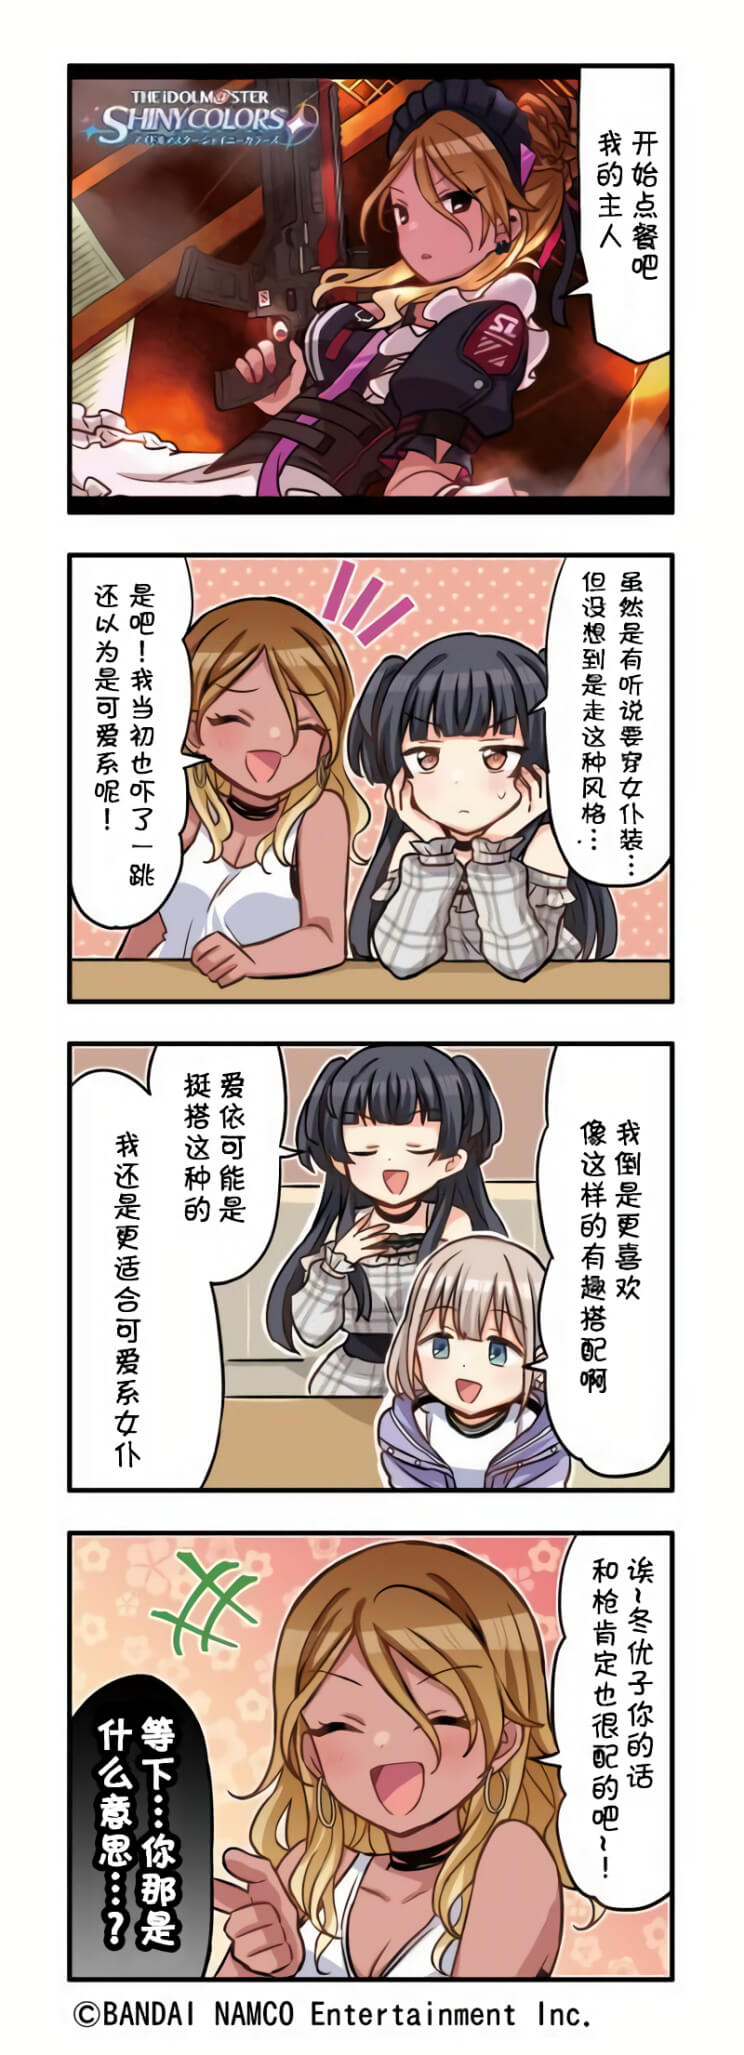 THE iDOLM@STER
SHINYCOLORS
アイドルマスターシャイニーカラーズ
开始点餐吧
我的主人
虽然是有听说要穿女仆装…
但没想到是走这种风格…
是吧！我当初也吓了一跳
还以为是可爱系呢！
我倒是更喜欢
像这样的有趣搭配啊
爱依可能是
挺搭这种的
我还是更适合可爱系女仆
诶~冬优子你的话
和枪肯定也很配的吧~！
等下…你那是
什么意思…？
©BANDAI NAMCO Entertainment Inc.